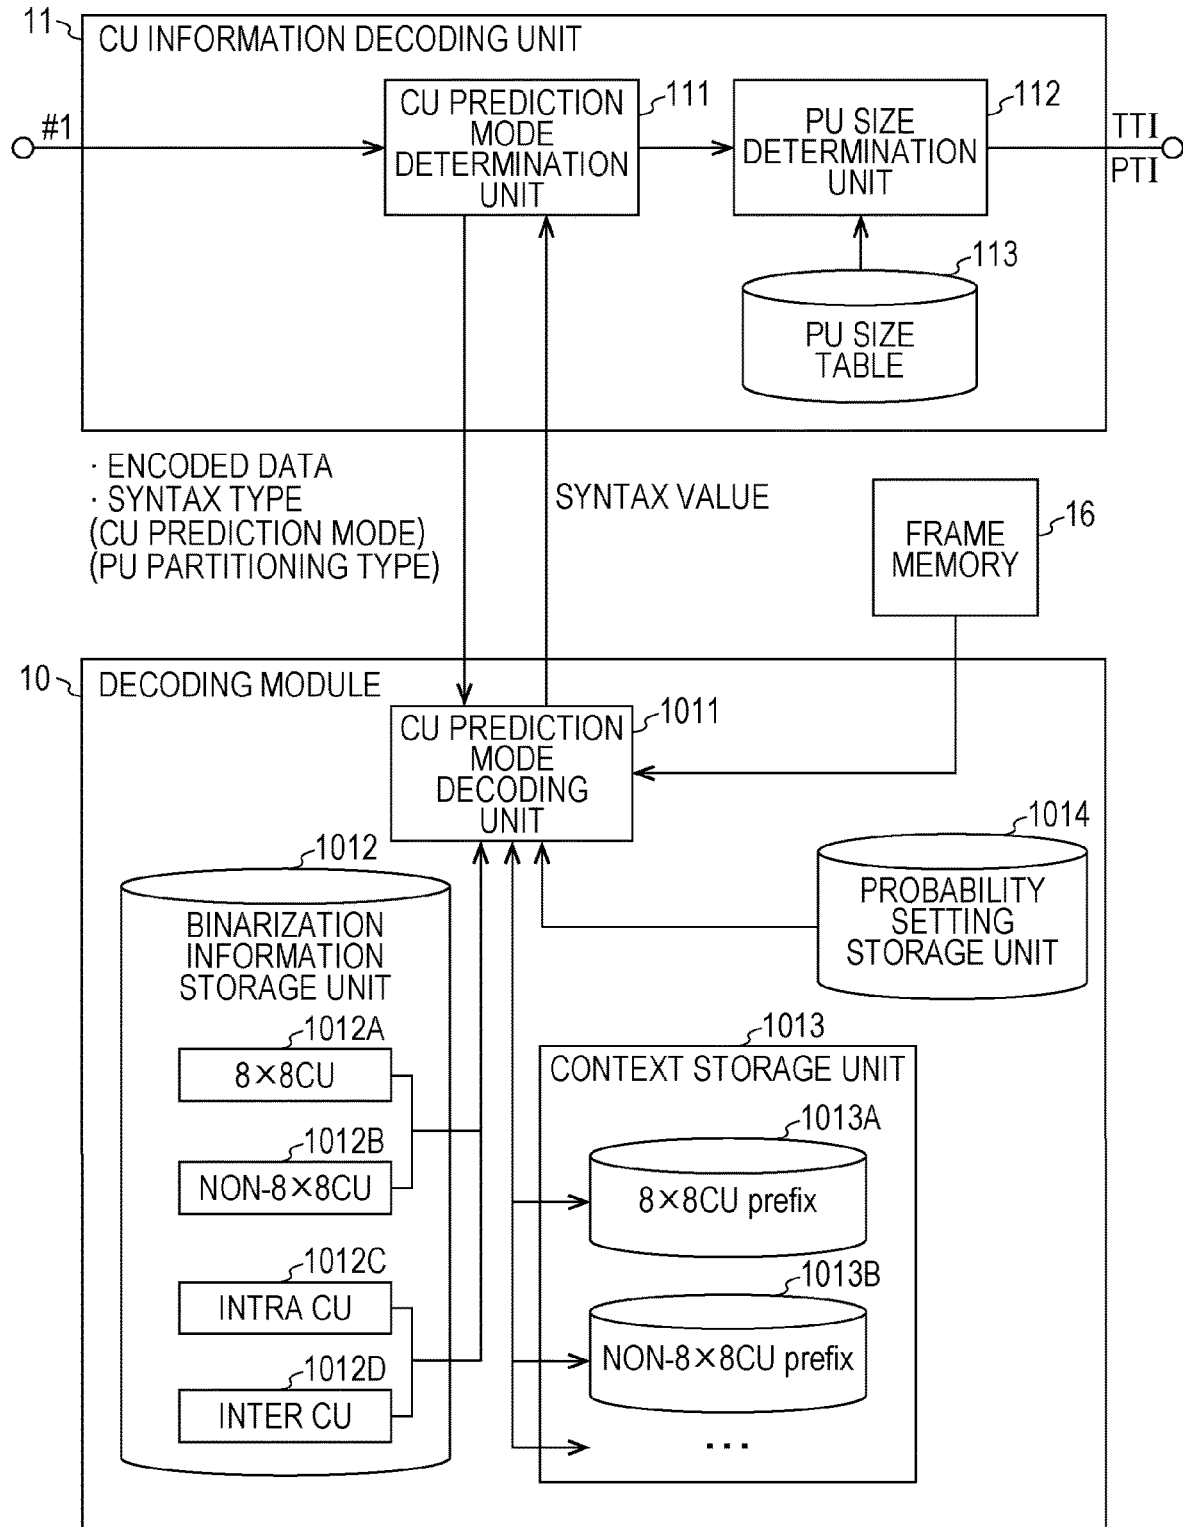 11
CU INFORMATION DECODING UNIT
#1
CU PREDICTION
MODE
DETERMINATION
UNIT
111
PU SIZE
DETERMINATION
UNIT
112
TTI
PTI
113
PU SIZE
TABLE
· ENCODED DATA
· SYNTAX TYPE
(CU PREDICTION MODE)
(PU PARTITIONING TYPE)
SYNTAX VALUE
FRAME
MEMORY
16
10
DECODING MODULE
CU PREDICTION
MODE
DECODING
UNIT
1011
1014
PROBABILITY
SETTING
STORAGE UNIT
1012
BINARIZATION
INFORMATION
STORAGE UNIT
1012A
8×8CU
1012B
NON-8×8CU
1012C
INTRA CU
1012D
INTER CU
1013
CONTEXT STORAGE UNIT
1013A
8×8CU prefix
1013B
NON-8×8CU prefix
...